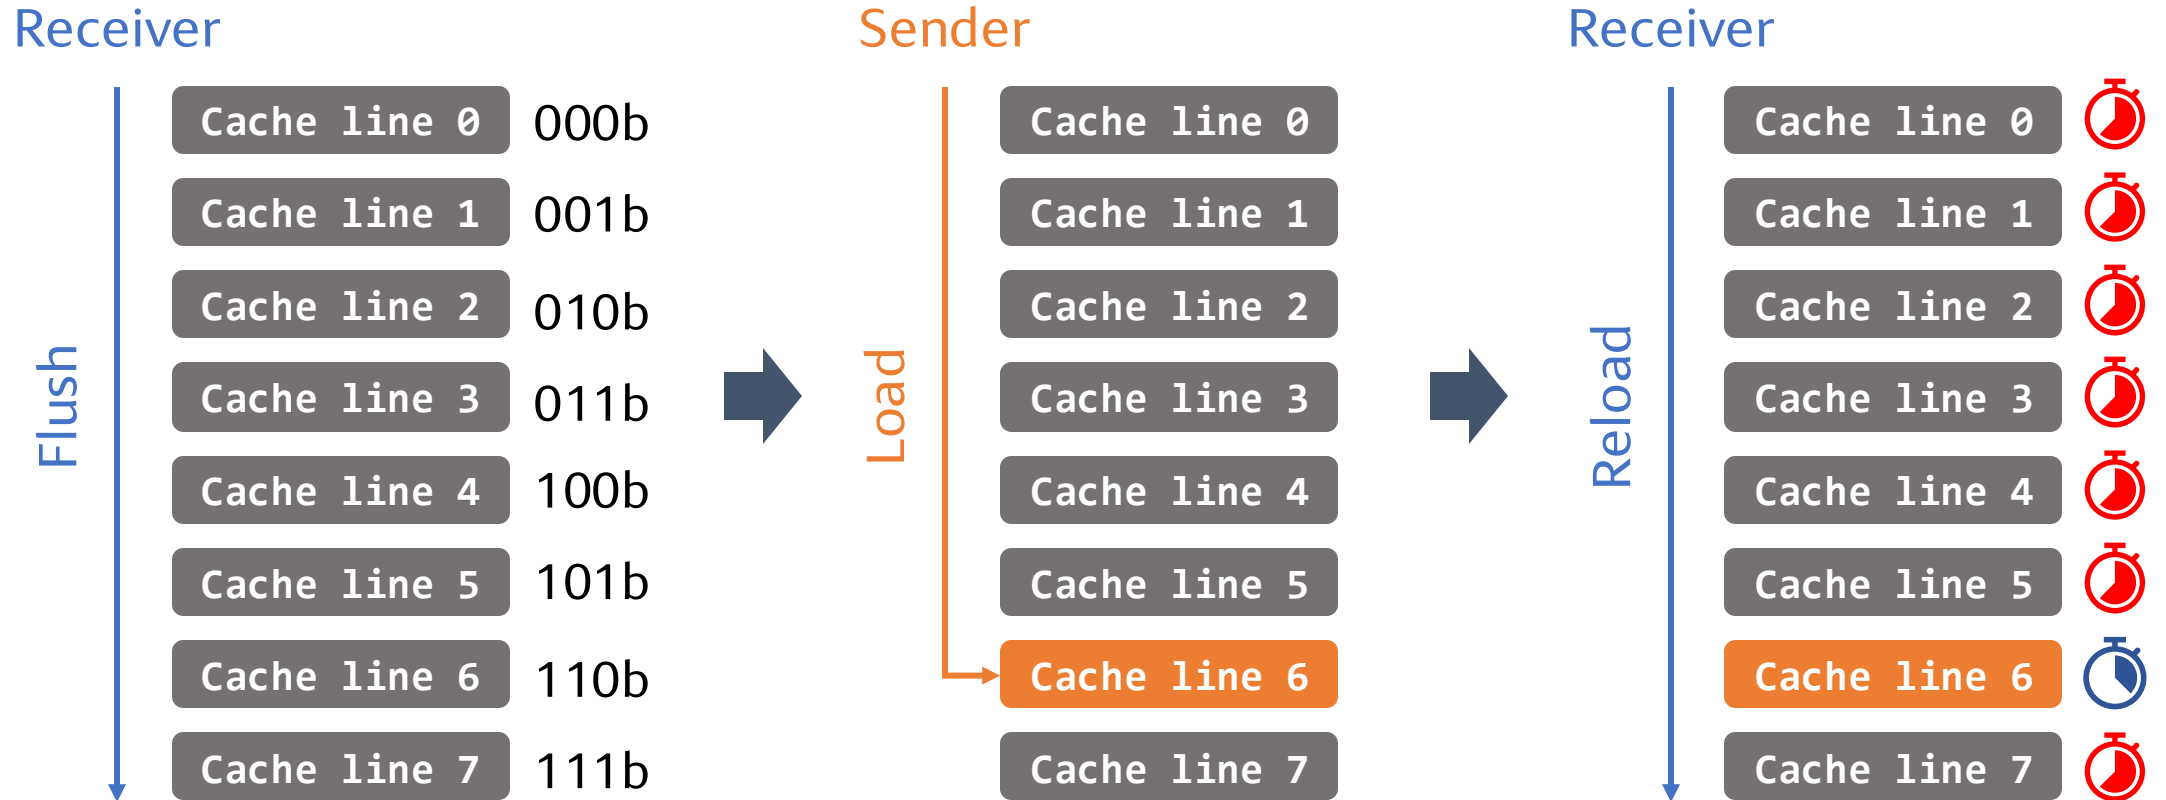 Receiver
Flush
Cache line 0 000b
Cache line 1 001b
Cache line 2 010b
Cache line 3 011b
Cache line 4 100b
Cache line 5 101b
Cache line 6 110b
Cache line 7 111b
Sender
Load
Cache line 0
Cache line 1
Cache line 2
Cache line 3
Cache line 4
Cache line 5
Cache line 6
Cache line 7
Receiver
Reload
Cache line 0
Cache line 1
Cache line 2
Cache line 3
Cache line 4
Cache line 5
Cache line 6
Cache line 7